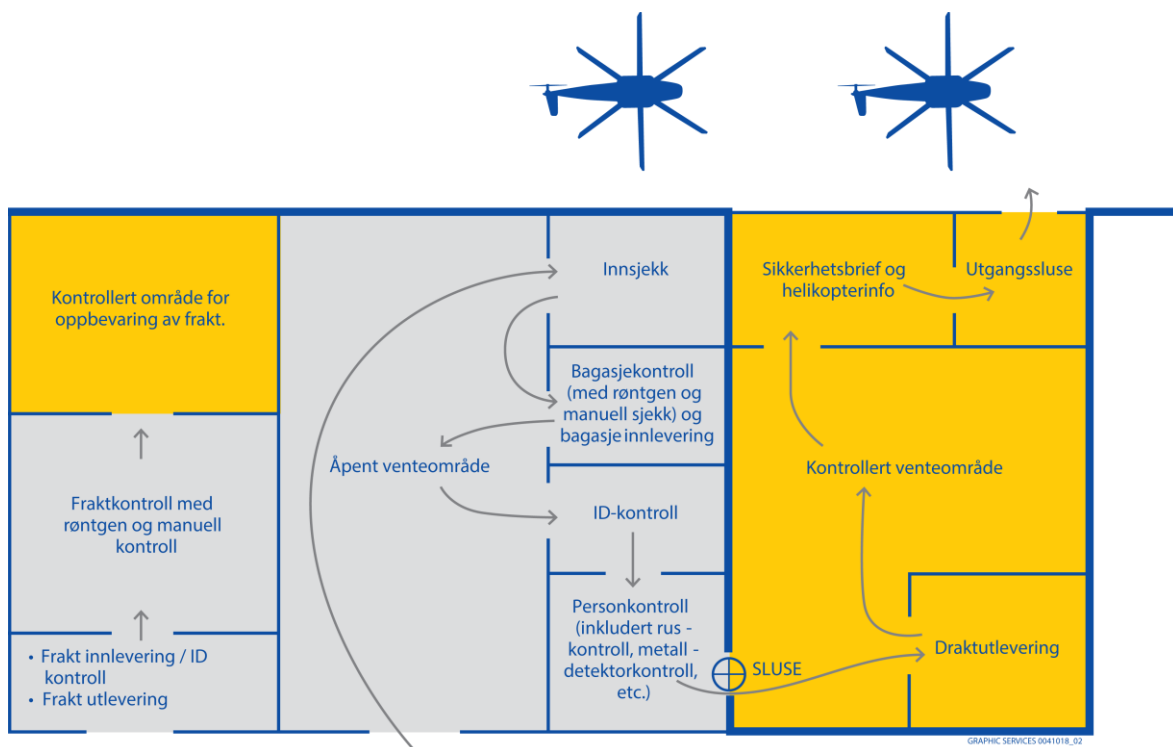 Kontrollert område for
oppbevaring av frakt.
Fraktkontroll med
røntgen og manuell
kontroll
• Frakt innlevering / ID
kontroll
• Frakt utlevering
Åpent venteområde
Innsjekk
Bagasjekontroll
(med røntgen og
manuell sjekk) og
bagasje innlevering
ID-kontroll
Personkontroll
(inkludert rus -
kontroll, metall -
detektorkontroll,
etc.)
SLUSE
Sikkerhetsbrief og
helikopterinfo
Utgangssluse
Kontrollert venteområde
Draktutlevering
GRAPHIC SERVICES 0041018_02